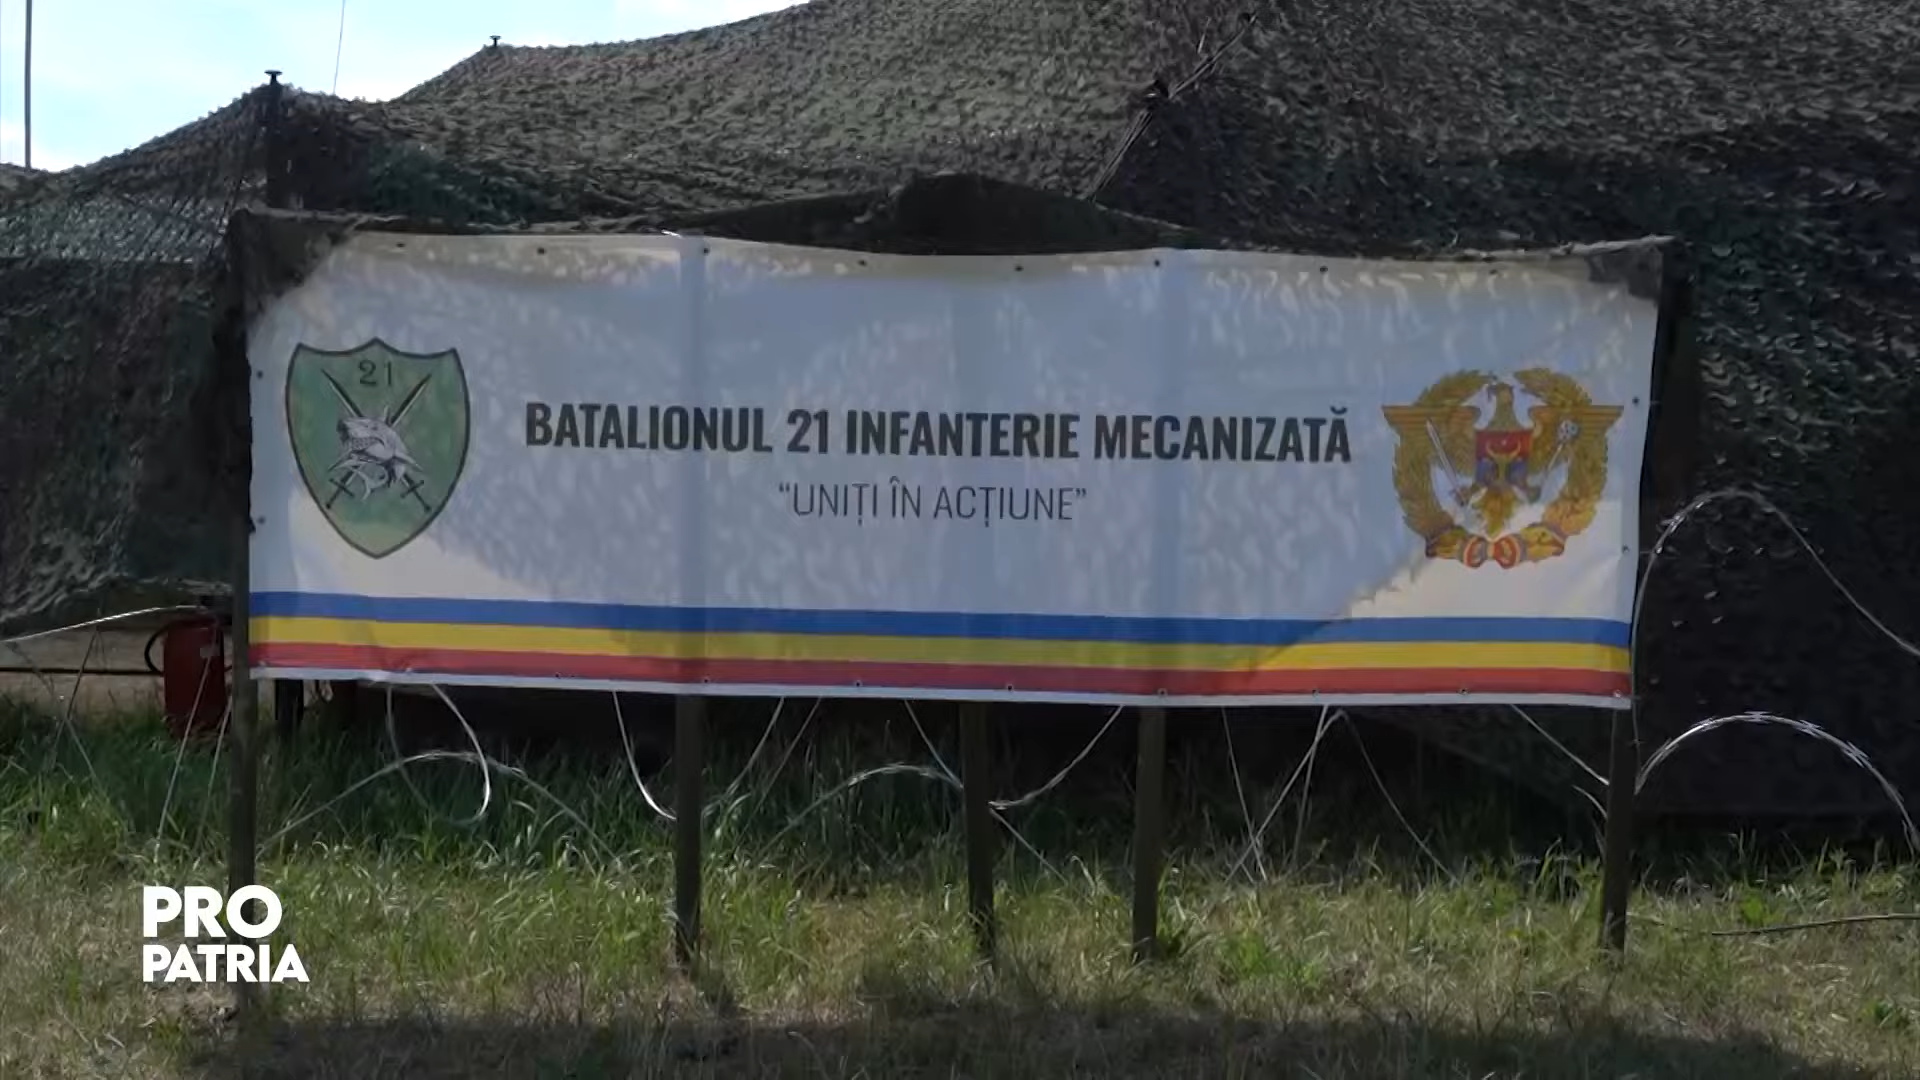 21
BATALIONUL 21 INFANTERIE MECANIZATĂ
“UNIȚI ÎN ACȚIUNE”
PRO
PATRIA